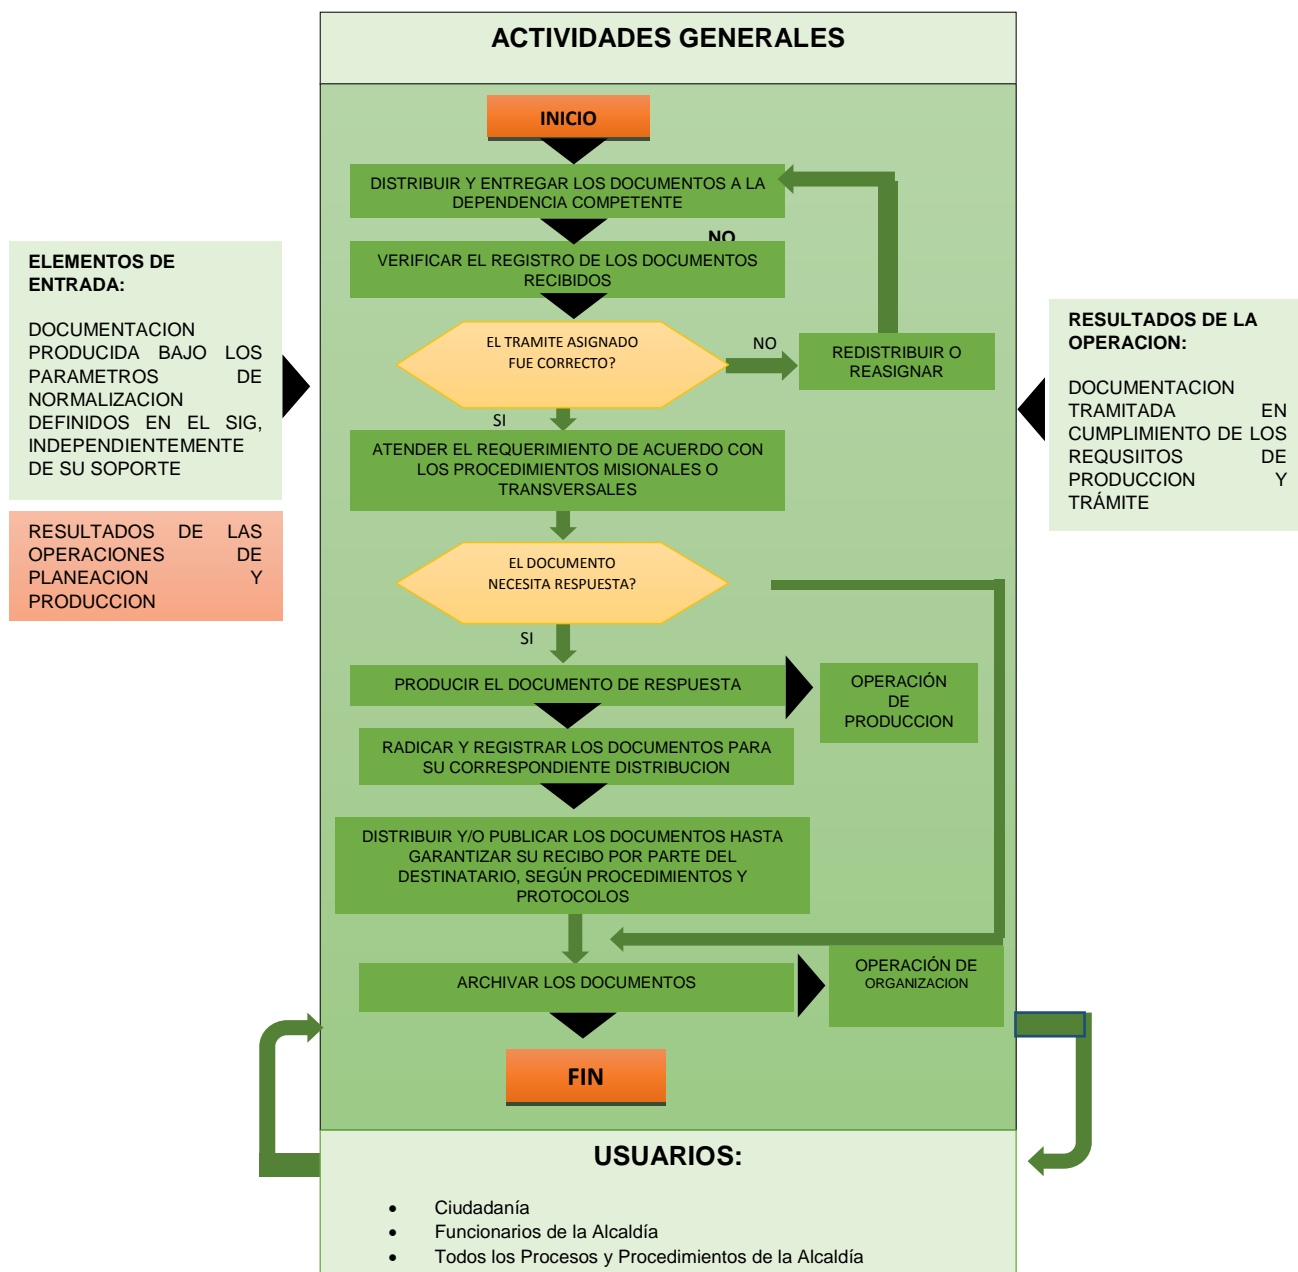 ACTIVIDADES GENERALES
INICIO
DISTRIBUIR Y ENTREGAR LOS DOCUMENTOS A LA
DEPENDENCIA COMPETENTE
NO
VERIFICAR EL REGISTRO DE LOS DOCUMENTOS
RECIBIDOS
ELEMENTOS DE
ENTRADA:
DOCUMENTACION
PRODUCIDA BAJO LOS
PARAMETROS DE
NORMALIZACION
DEFINIDOS EN EL SIG,
INDEPENDIENTEMENTE
DE SU SOPORTE
RESULTADOS DE LAS
OPERACIONES DE
PLANEACION Y
PRODUCCION
EL TRAMITE ASIGNADO
FUE CORRECTO?
NO
REDISTRIBUIR O
REASIGNAR
SI
RESULTADOS DE LA
OPERACION:
DOCUMENTACION
TRAMITADA EN
CUMPLIMIENTO DE LOS
REQUSIITOS DE
PRODUCCION Y
TRÁMITE
ATENDER EL REQUERIMIENTO DE ACUERDO CON
LOS PROCEDIMIENTOS MISIONALES O
TRANSVERSALES
EL DOCUMENTO
NECESITA RESPUESTA?
SI
PRODUCIR EL DOCUMENTO DE RESPUESTA
OPERACIÓN
DE
PRODUCCION
RADICAR Y REGISTRAR LOS DOCUMENTOS PARA
SU CORRESPONDIENTE DISTRIBUCION
DISTRIBUIR Y/O PUBLICAR LOS DOCUMENTOS HASTA
GARANTIZAR SU RECIBO POR PARTE DEL
DESTINATARIO, SEGÚN PROCEDIMIENTOS Y
PROTOCOLOS
ARCHIVAR LOS DOCUMENTOS
OPERACIÓN DE
ORGANIZACION
FIN
USUARIOS:
• Ciudadanía
• Funcionarios de la Alcaldía
• Todos los Procesos y Procedimientos de la Alcaldía